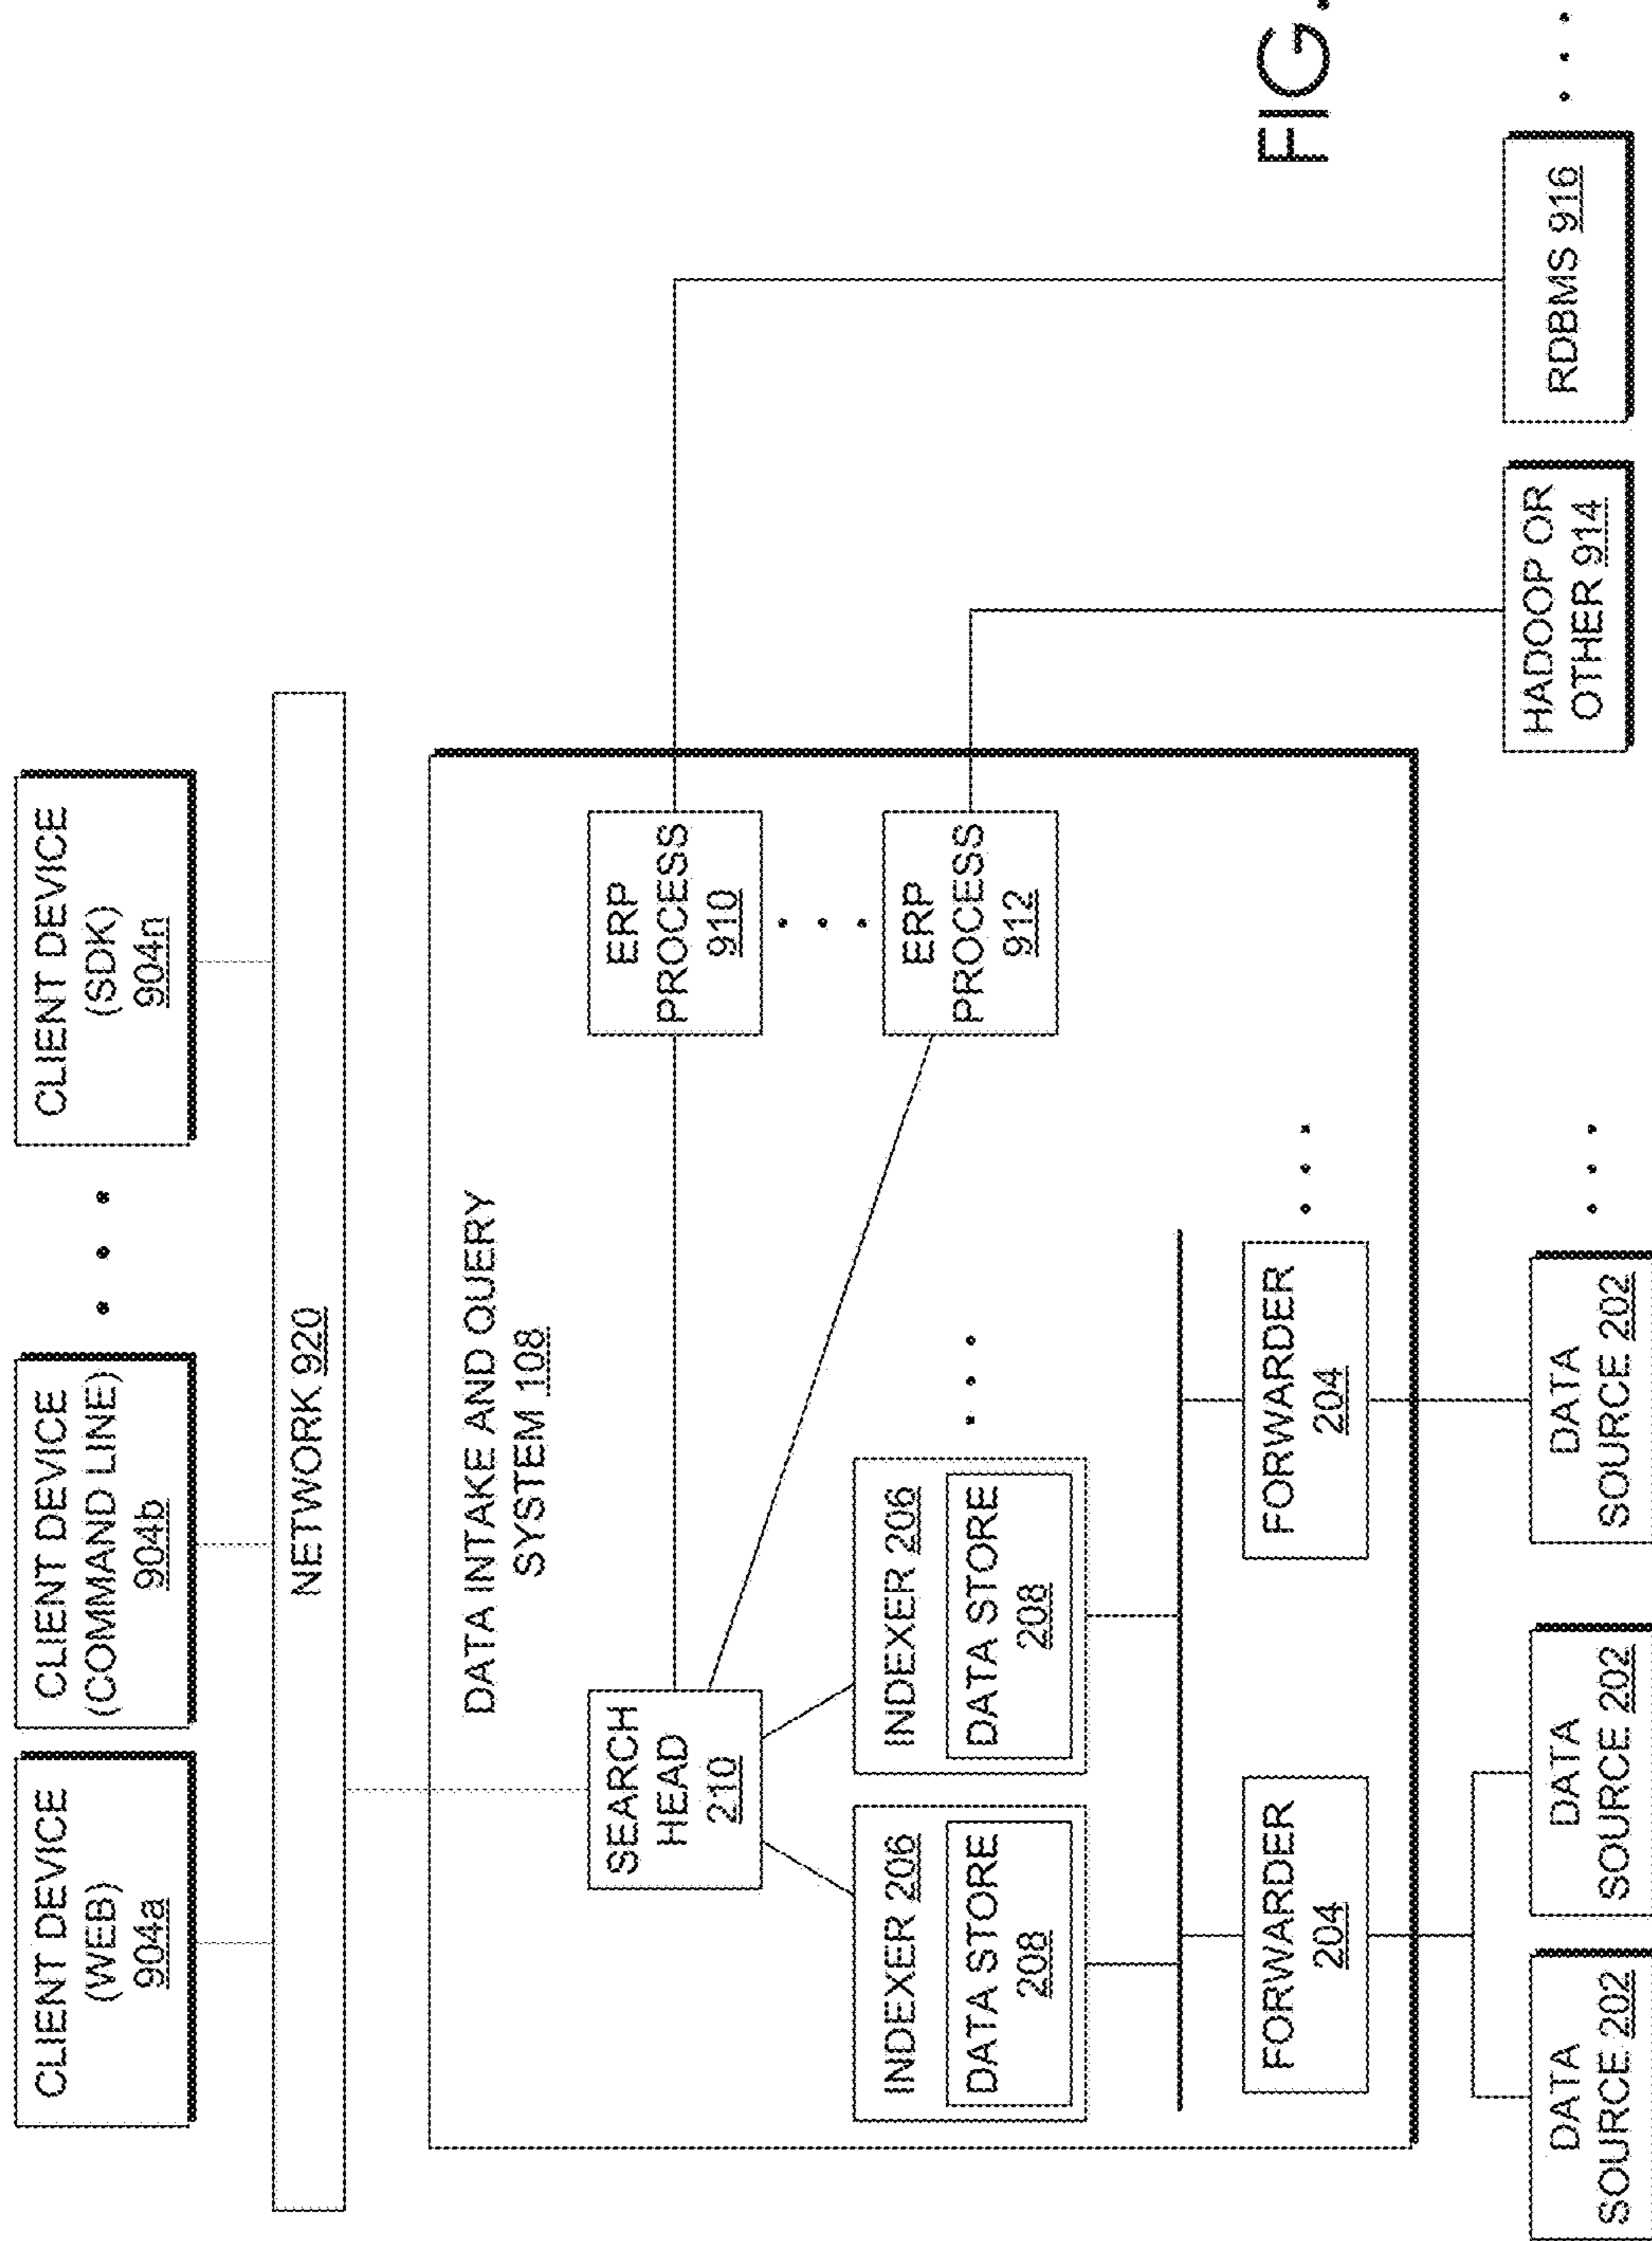 CLIENT DEVICE
(WEB)
904a
CLIENT DEVICE
(COMMAND LINE)
904b
CLIENT DEVICE
(SDK)
904n
NETWORK 920
DATA INTAKE AND QUERY
SYSTEM 108
SEARCH
HEAD
210
ERP
PROCESS
910
INDEXER 206
DATA STORE
208
INDEXER 206
DATA STORE
208
ERP
PROCESS
912
FORWARDER
204
FORWARDER
204
DATA
SOURCE 202
DATA
SOURCE 202
DATA
SOURCE 202
HADOOP OR
OTHER 914
RDBMS 916
FIG.